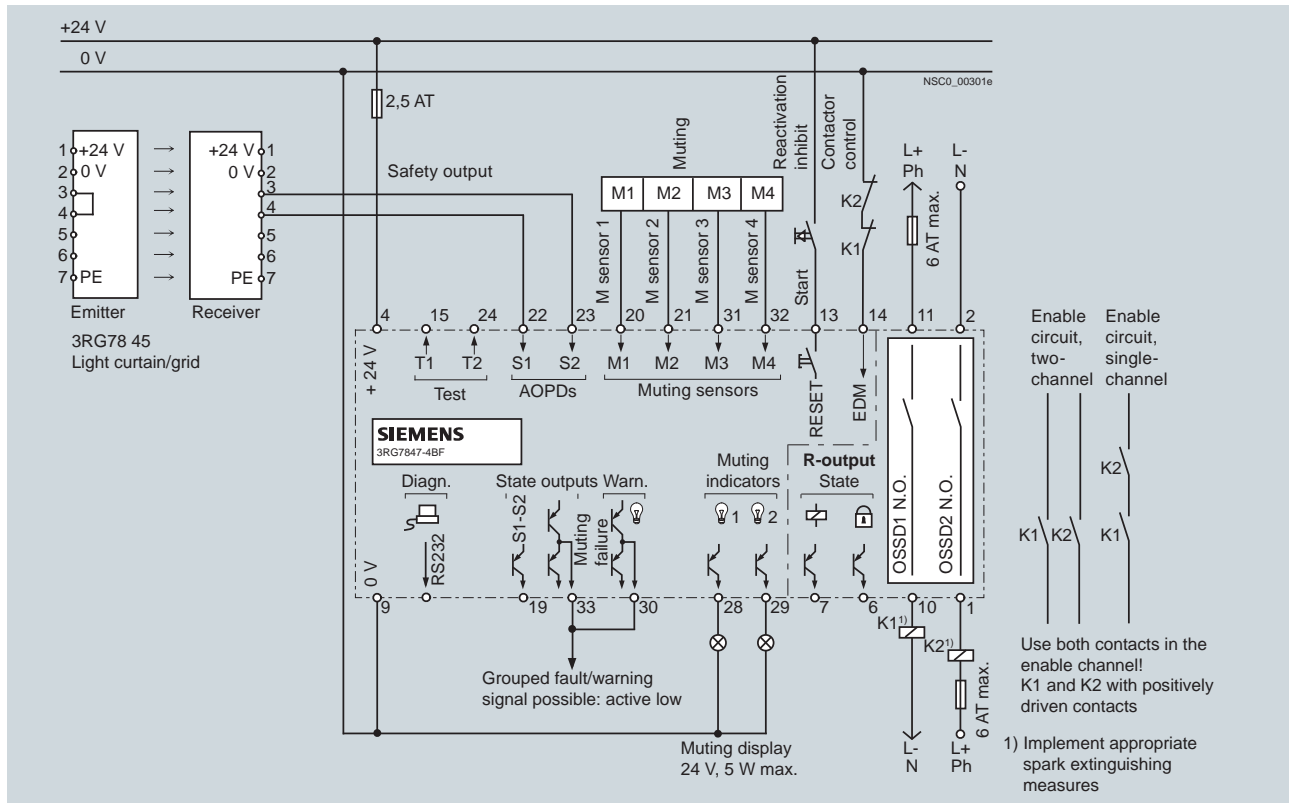 +24 V
0 V
NSC0_00301e
2,5 AT
Safety output
Muting
Reactivation
inhibit
Contactor
control
L+
Ph
L-
N
1 +24 V
2 0 V
3
4
5
6
7 PE
Emitter
3RG78 45
Light curtain/grid
+24 V 1
0 V 2
3
4
5
6
PE 7
Receiver
M1 M2 M3 M4
M sensor 1
M sensor 2
M sensor 3
M sensor 4
Start
K2
K1
6 AT max.
4 15 24 22 23 20 21 31 32 13 14 11 2
+ 24 V
T1 T2 S1 S2 M1 M2 M3 M4
Test
AOPDs
Muting sensors
RESET
EDM
OSSD1 N.O.
OSSD2 N.O.
SIEMENS
3RG7847-4BF
Diagn.
RS232
State outputs
S1-S2
Muting
failure
Warn.
Muting
indicators
1 2
R-output
State
0 V
9 19 33 30 28 29 7 6 10 1
Grouped fault/warning
signal possible: active low
Muting display
24 V, 5 W max.
K1 1)
K2 1)
6 AT max.
L-
N
L+
Ph
Enable
circuit,
two-
channel
Enable
circuit,
single-
channel
K1 K2
K2
K1
Use both contacts in the
enable channel!
K1 and K2 with positively
driven contacts
1) Implement appropriate
spark extinguishing
measures